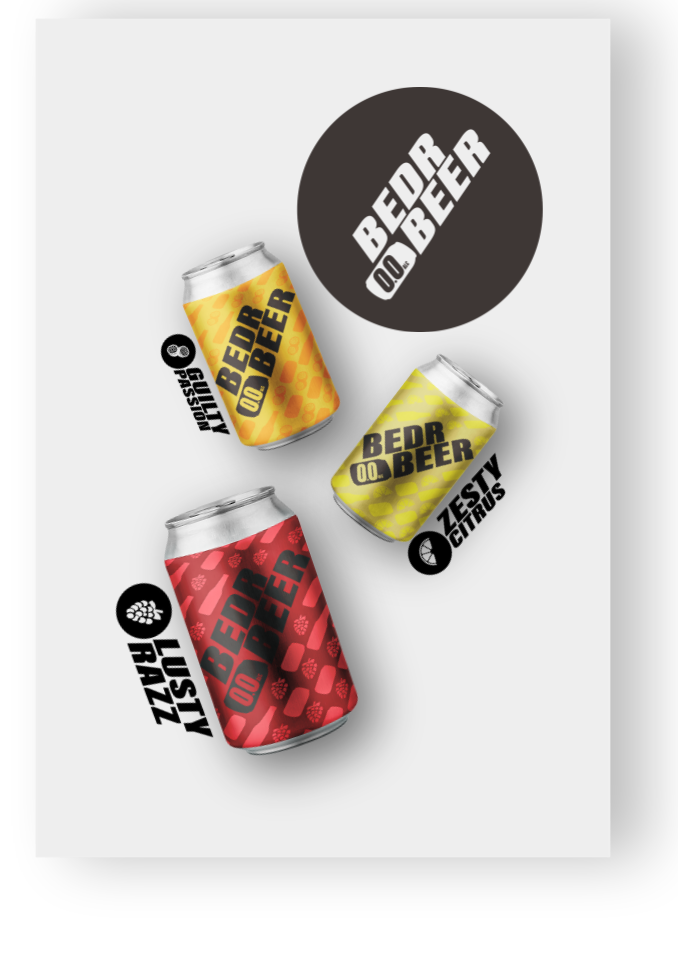 BEDR
BEER
0.0
BEDR
BEER
0.0
GUILTY
PASSION
BEDR
BEER
0.0
ZESTY
CITRUS
BEDR
BEER
0.0
LUSTY
RAZZ